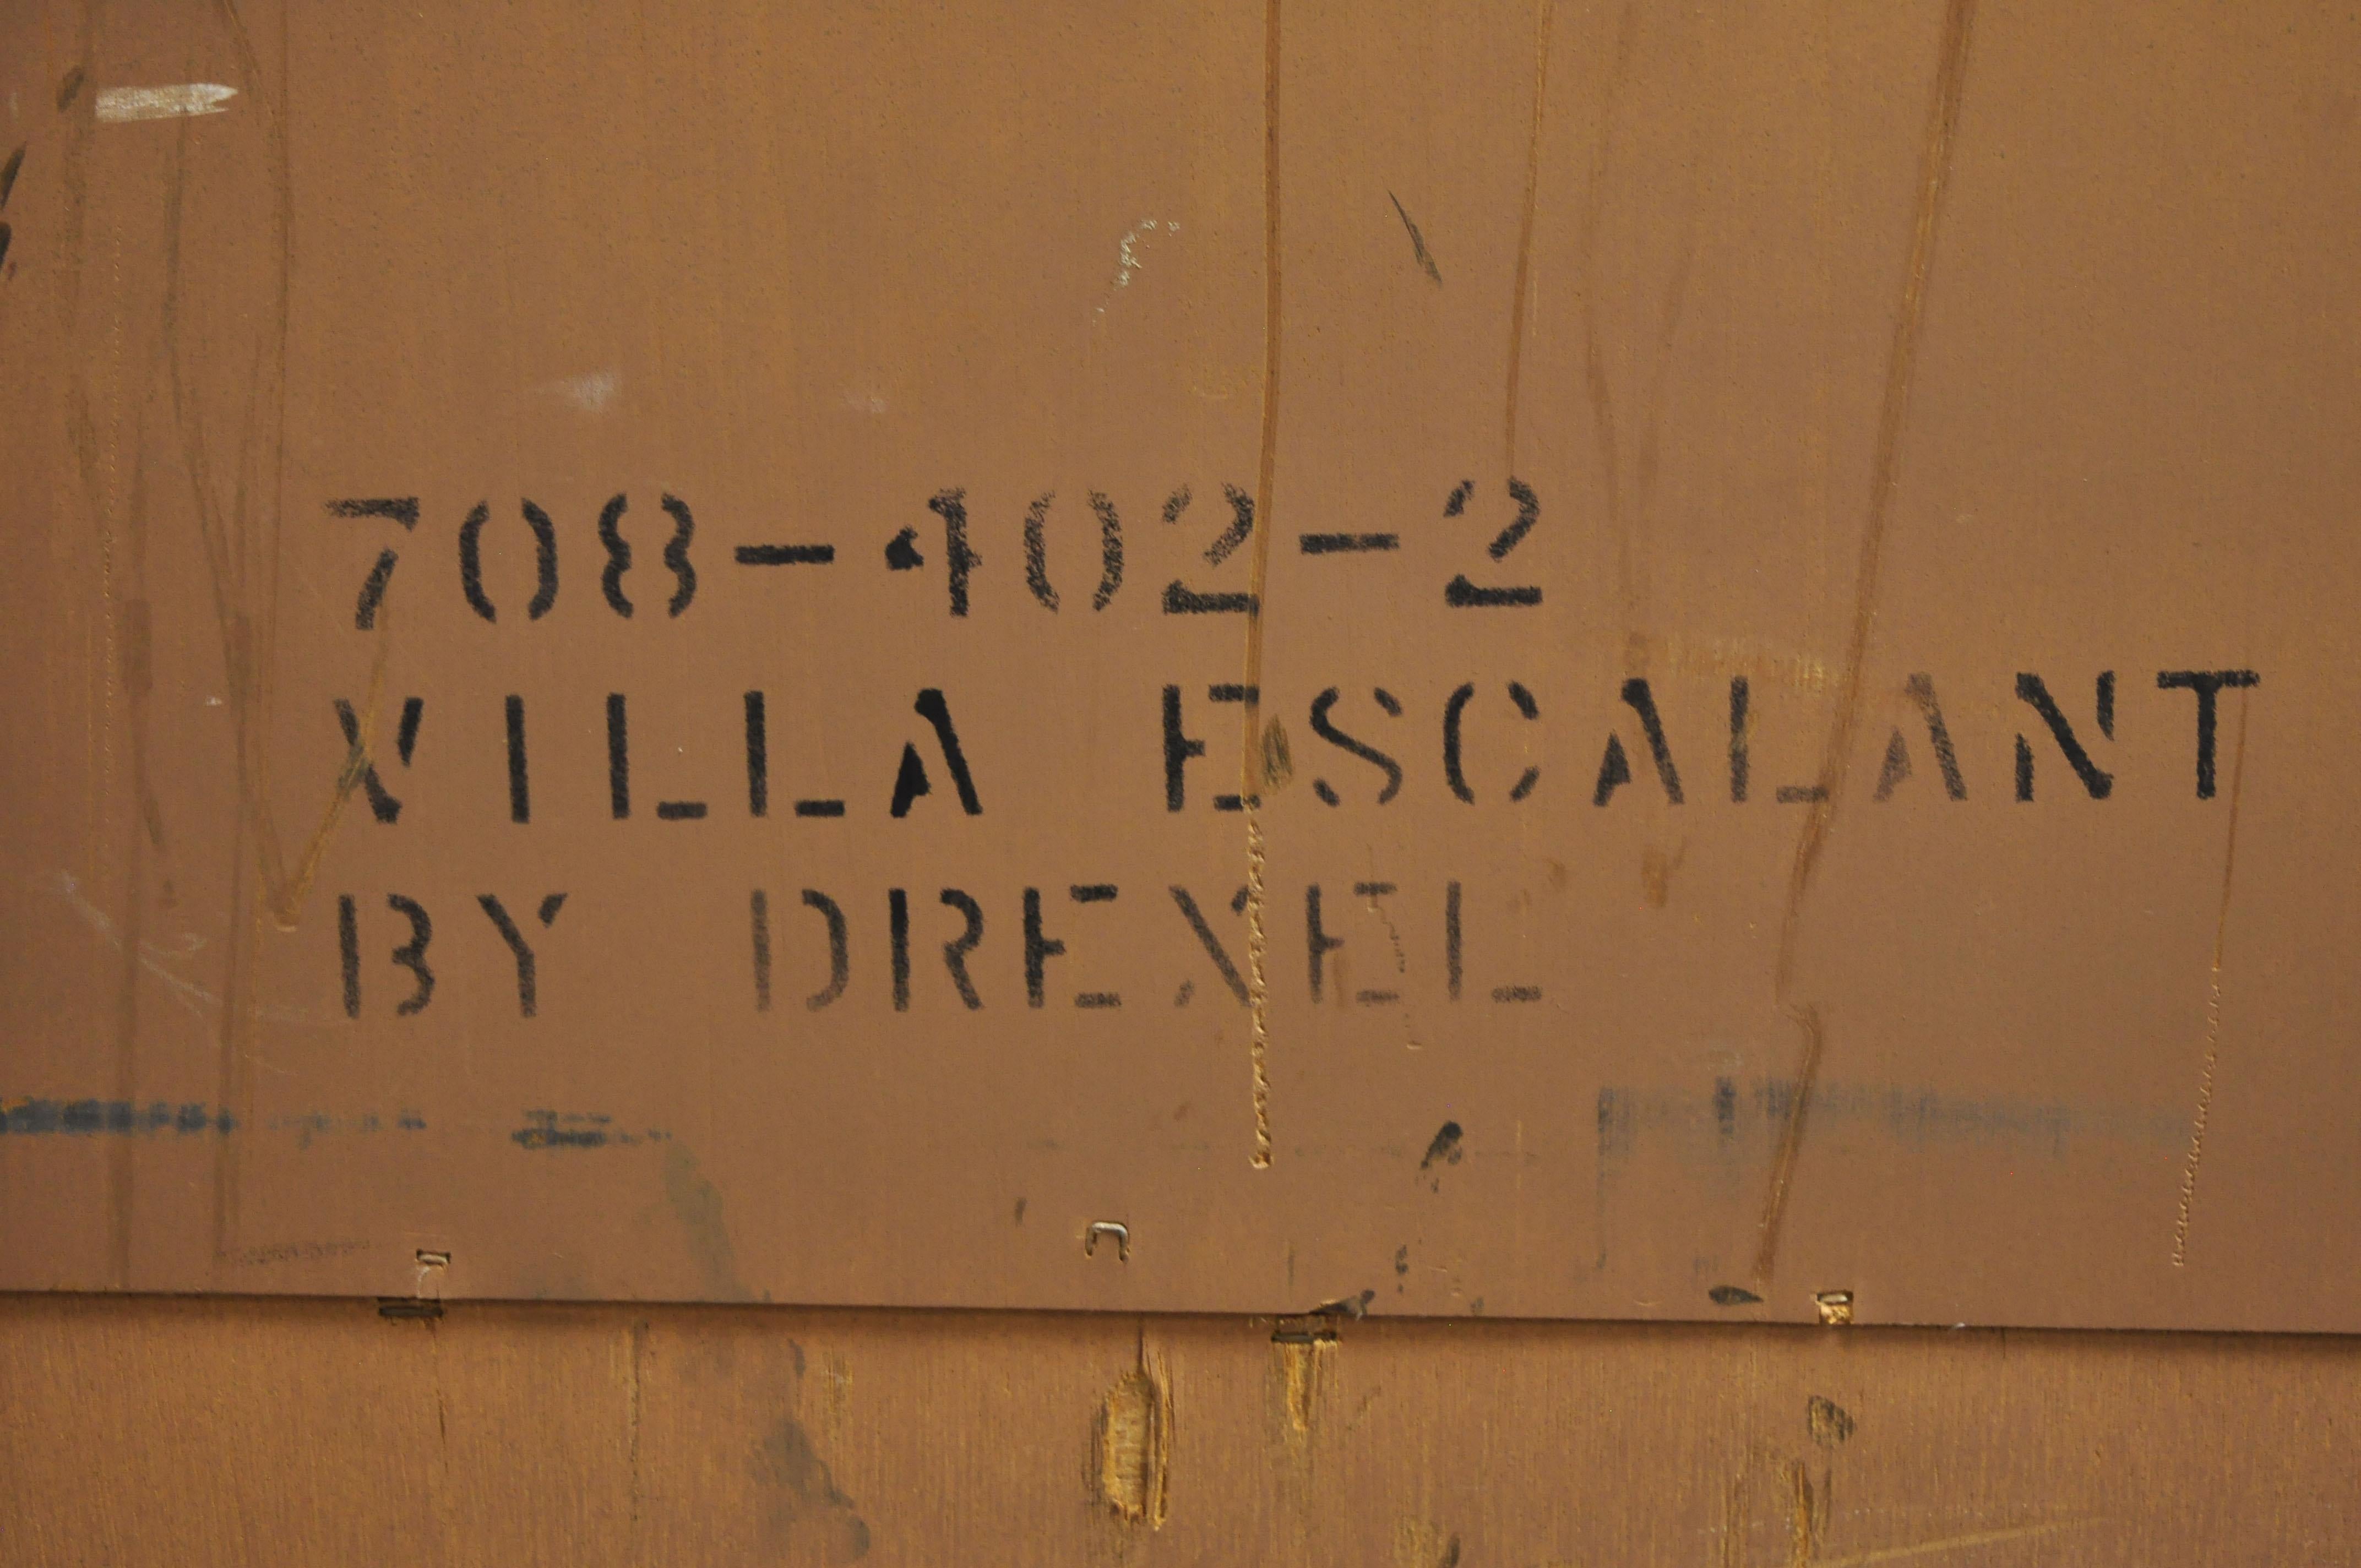 708-402-2
VILLA ESCALANT
BY DREXEL